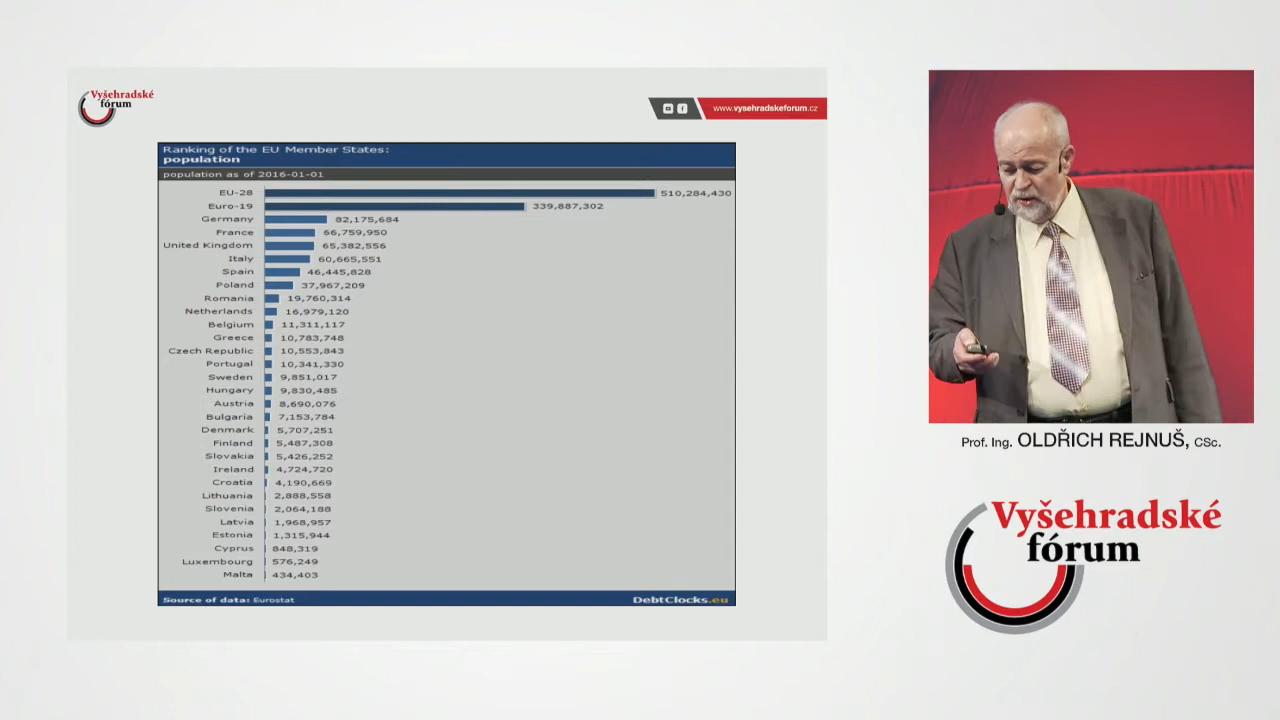 Vyšehradské
fórum
www.vysehradskeforum.cz
Ranking of the EU Member States:
population
population as of 2016-01-01
EU-28 510,284,430
Euro-19 339,887,302
Germany 82,175,684
France 66,759,950
United Kingdom 65,382,556
Italy 60,665,551
Spain 46,445,828
Poland 37,967,209
Romania 19,760,314
Netherlands 16,979,120
Belgium 11,311,117
Greece 10,783,748
Czech Republic 10,553,843
Portugal 10,341,330
Sweden 9,851,017
Hungary 9,830,485
Austria 8,690,076
Bulgaria 7,153,784
Denmark 5,707,251
Finland 5,487,308
Slovakia 5,426,252
Ireland 4,724,720
Croatia 4,190,669
Lithuania 2,888,558
Slovenia 2,064,188
Latvia 1,968,957
Estonia 1,315,944
Cyprus 848,319
Luxembourg 576,249
Malta 434,403
Source of data: Eurostat DebtClocks.eu
Prof. Ing. OLDŘICH REJNUŠ, CSc.
Vyšehradské
fórum